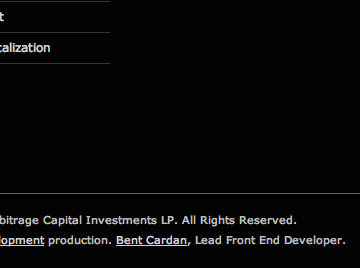 t
talization
bitrage Capital Investments LP. All Rights Reserved.
lopment production. Bent Cardan, Lead Front End Developer.